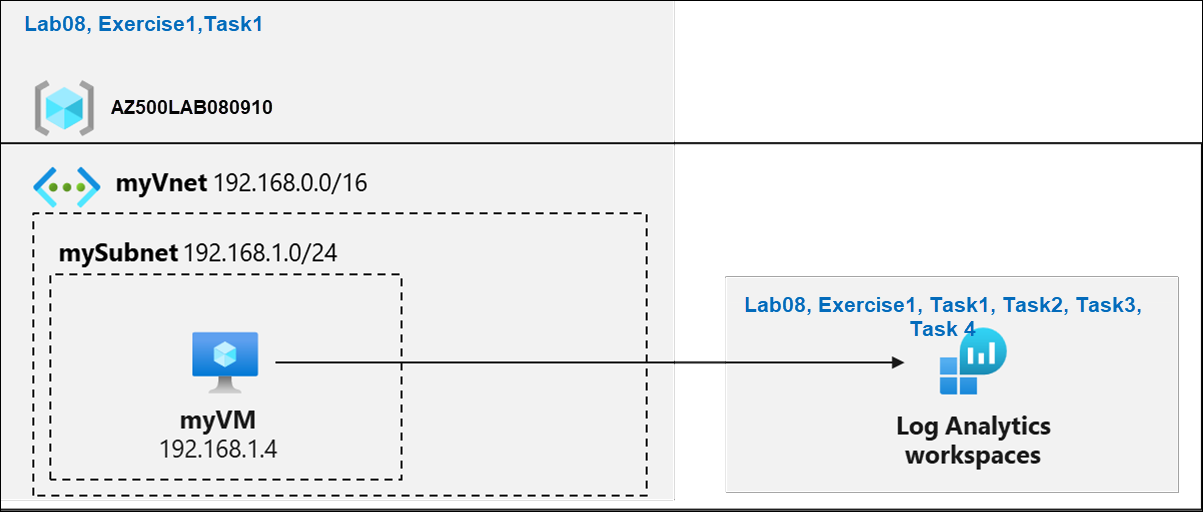 Lab08, Exercise1,Task1
AZ500LAB080910
myVnet 192.168.0.0/16
mySubnet 192.168.1.0/24
myVM
192.168.1.4
Lab08, Exercise1, Task1, Task2, Task3,
Task 4
Log Analytics
workspaces